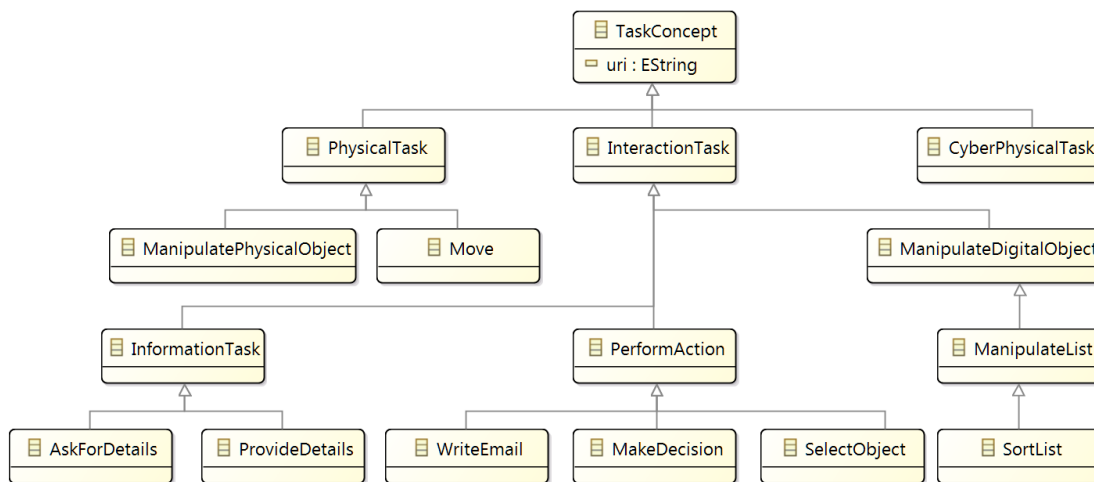 TaskConcept
uri : EString
PhysicalTask
InteractionTask
CyberPhysicalTask
ManipulatePhysicalObject
Move
ManipulateDigitalObject
InformationTask
PerformAction
ManipulateList
AskForDetails
ProvideDetails
WriteEmail
MakeDecision
SelectObject
SortList